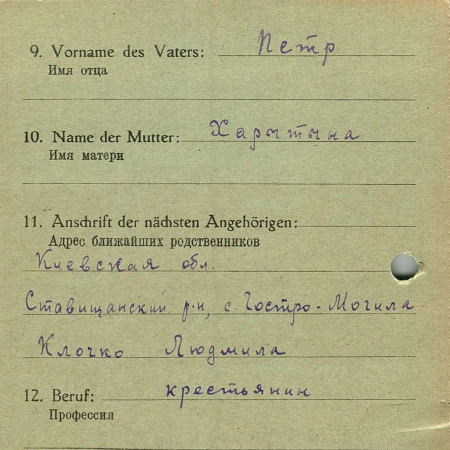 9. Vorname des Vaters: Петр
Имя отца
10. Name der Mutter: Харытына
Имя матери
11. Anschrift der nächsten Angehörigen:
Адрес ближайших родственников
Киевская обл.
Ставищанский р-н, с. Гостро-Могила
Клочко Людмила
12. Beruf: крестьянин
Профессия